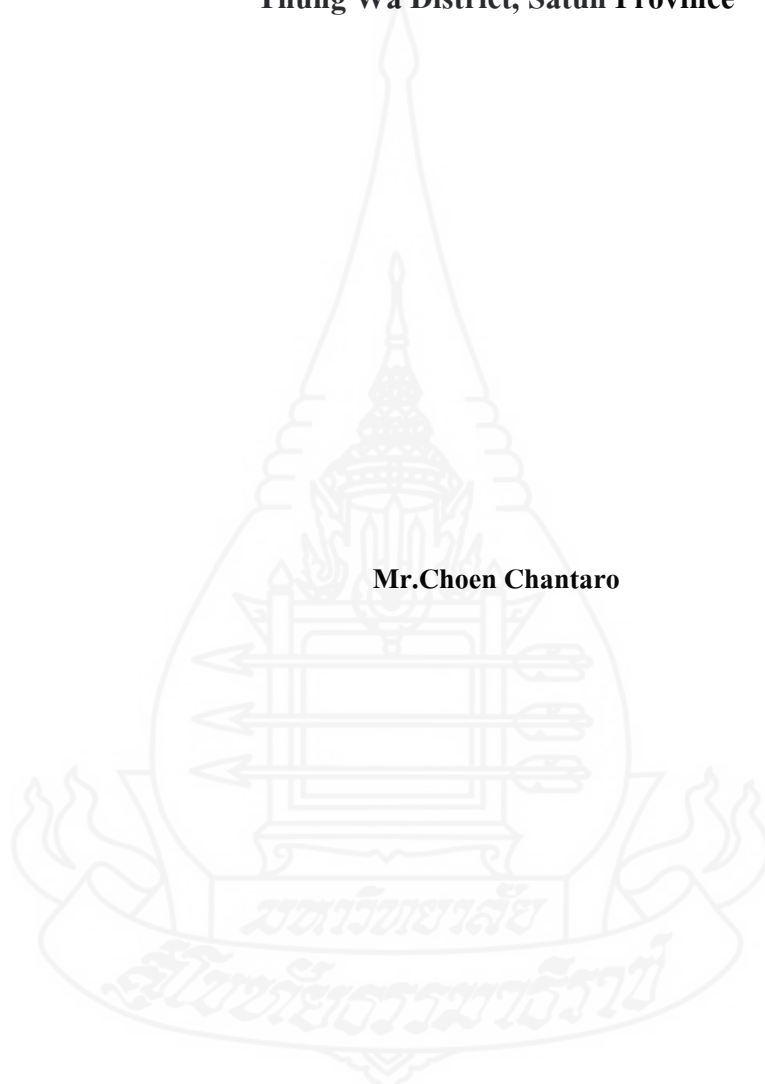 Thung Wa District, Satun Province
Mr.Choen Chantaro
มหาวิทยาลัย
สุโขทัยธรรมาธิราช